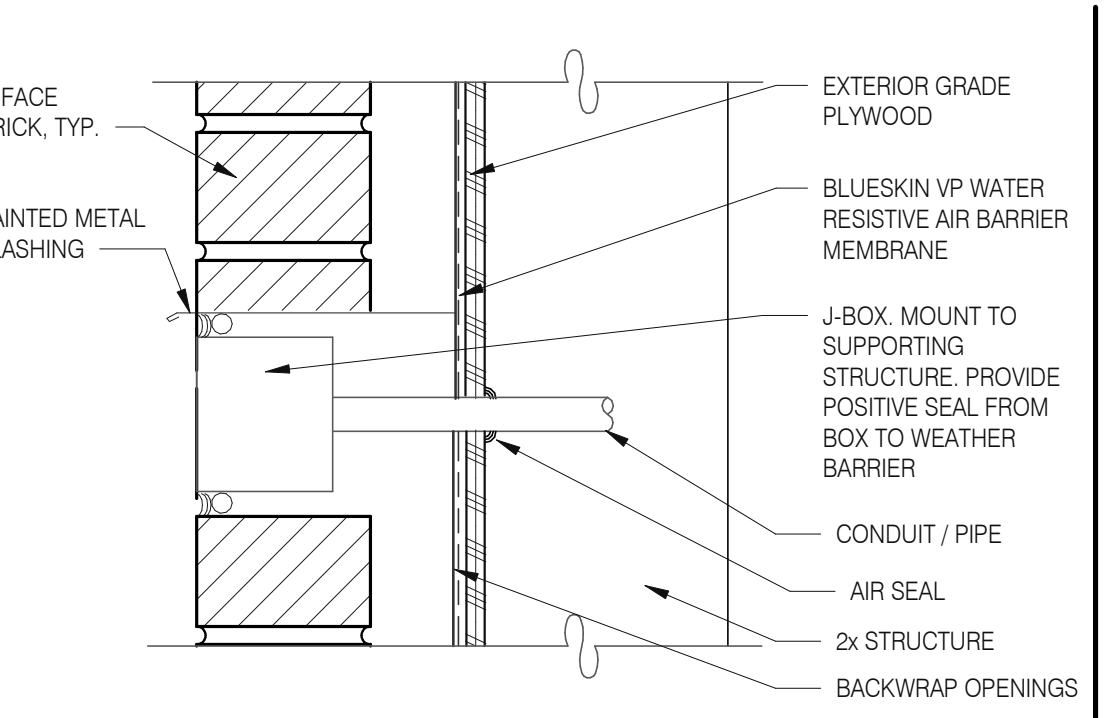 FACE
RICK, TYP.
AINTED METAL
LASHING
EXTERIOR GRADE
PLYWOOD
BLUESKIN VP WATER
RESISTIVE AIR BARRIER
MEMBRANE
J-BOX. MOUNT TO
SUPPORTING
STRUCTURE. PROVIDE
POSITIVE SEAL FROM
BOX TO WEATHER
BARRIER
CONDUIT / PIPE
AIR SEAL
2x STRUCTURE
BACKWRAP OPENINGS